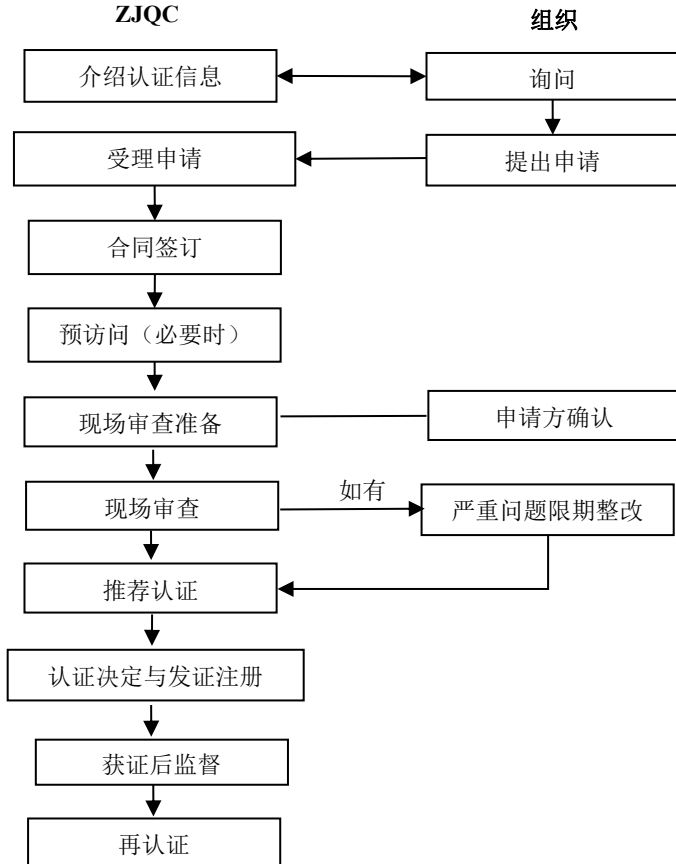 ZJQC 组织
介绍认证信息 询问
受理申请 提出申请
合同签订
预访问（必要时）
现场审查准备 申请方确认
如有
现场审查 严重问题限期整改
推荐认证
认证决定与发证注册
获证后监督
再认证